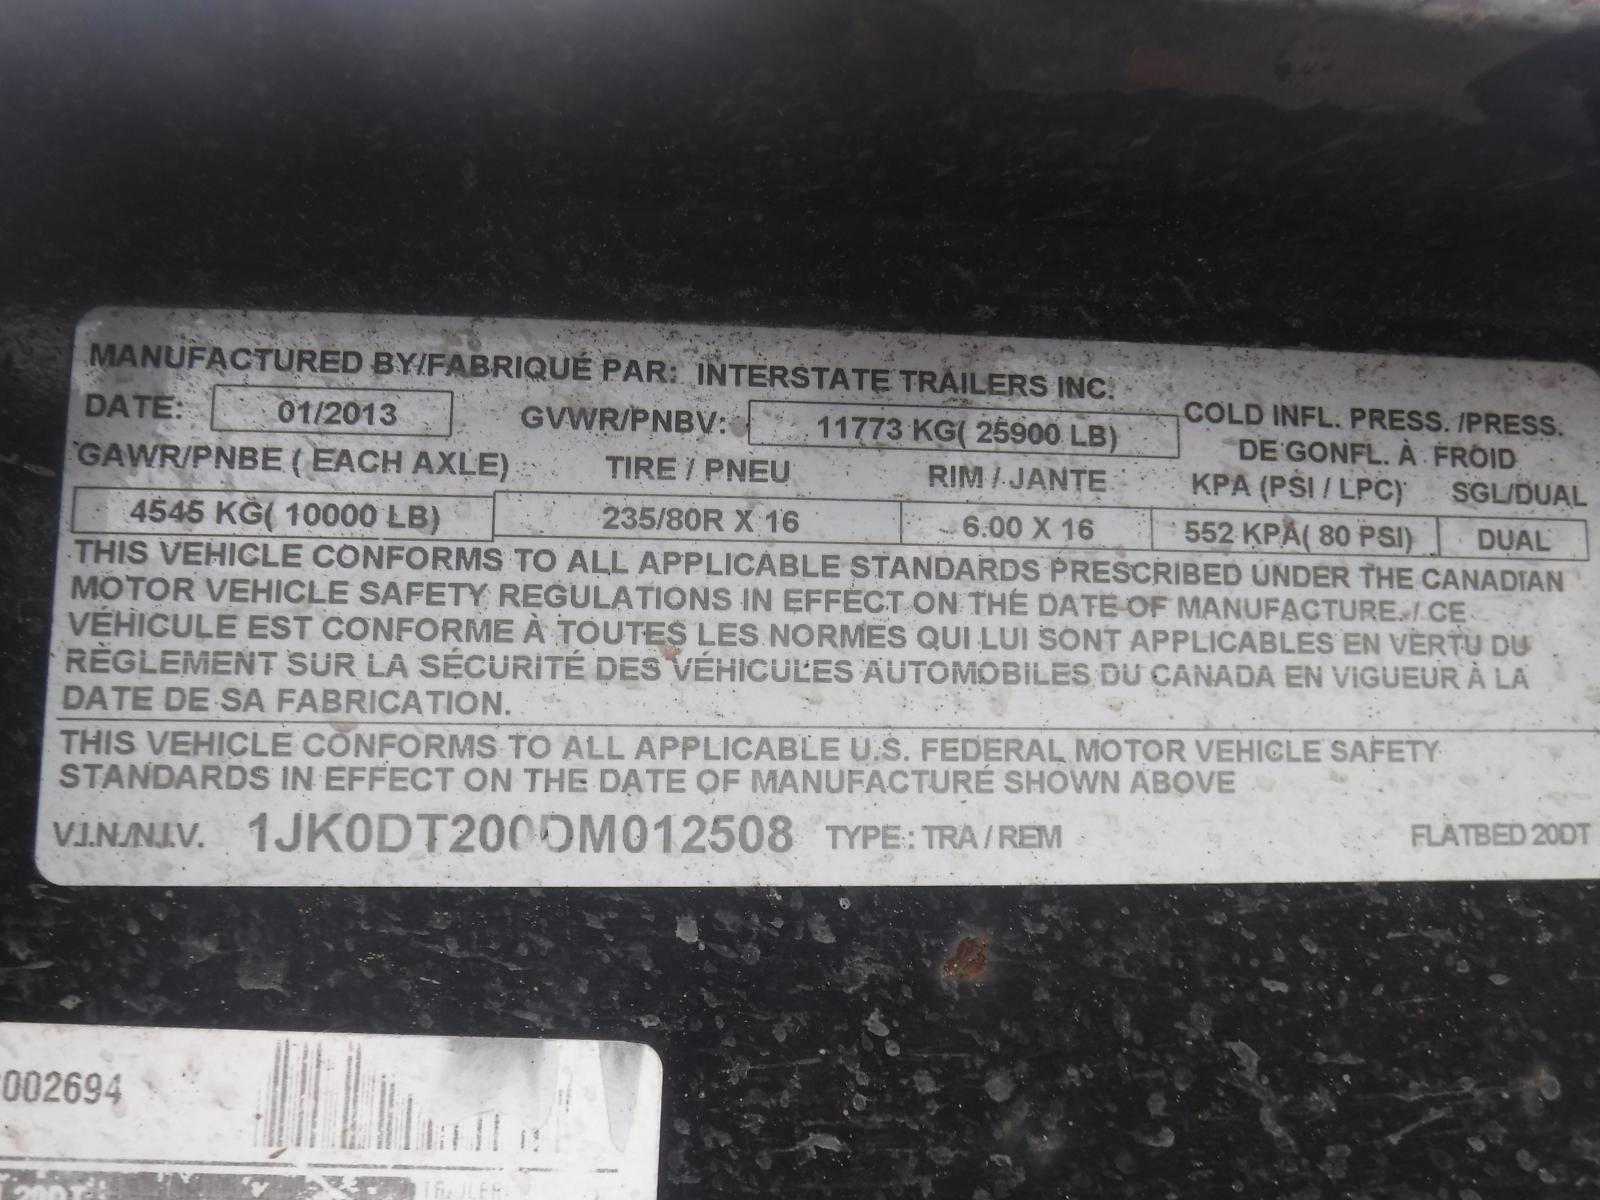 MANUFACTURED BY/FABRIQUÉ PAR: INTERSTATE TRAILERS INC.
DATE: 01/2013 GVWR/PNBV: 11773 KG( 25900 LB)
COLD INFL. PRESS. /PRESS.
DE GONFL. À FROID
GAWR/PNBE ( EACH AXLE) TIRE / PNEU RIM / JANTE KPA (PSI / LPC) SGL/DUAL
4545 KG( 10000 LB) 235/80R X 16 6.00 X 16 552 KPA( 80 PSI) DUAL
THIS VEHICLE CONFORMS TO ALL APPLICABLE STANDARDS PRESCRIBED UNDER THE CANADIAN
MOTOR VEHICLE SAFETY REGULATIONS IN EFFECT ON THE DATE OF MANUFACTURE. / CE
VÉHICULE EST CONFORME À TOUTES LES NORMES QUI LUI SONT APPLICABLES EN VERTU DU
RÈGLEMENT SUR LA SÉCURITÉ DES VÉHICULES AUTOMOBILES DU CANADA EN VIGUEUR À LA
DATE DE SA FABRICATION.
THIS VEHICLE CONFORMS TO ALL APPLICABLE U.S. FEDERAL MOTOR VEHICLE SAFETY
STANDARDS IN EFFECT ON THE DATE OF MANUFACTURE SHOWN ABOVE
V.I.N./N.I.V. 1JK0DT200DM012508 TYPE : TRA / REM FLATBED 20DT
002694
20DT